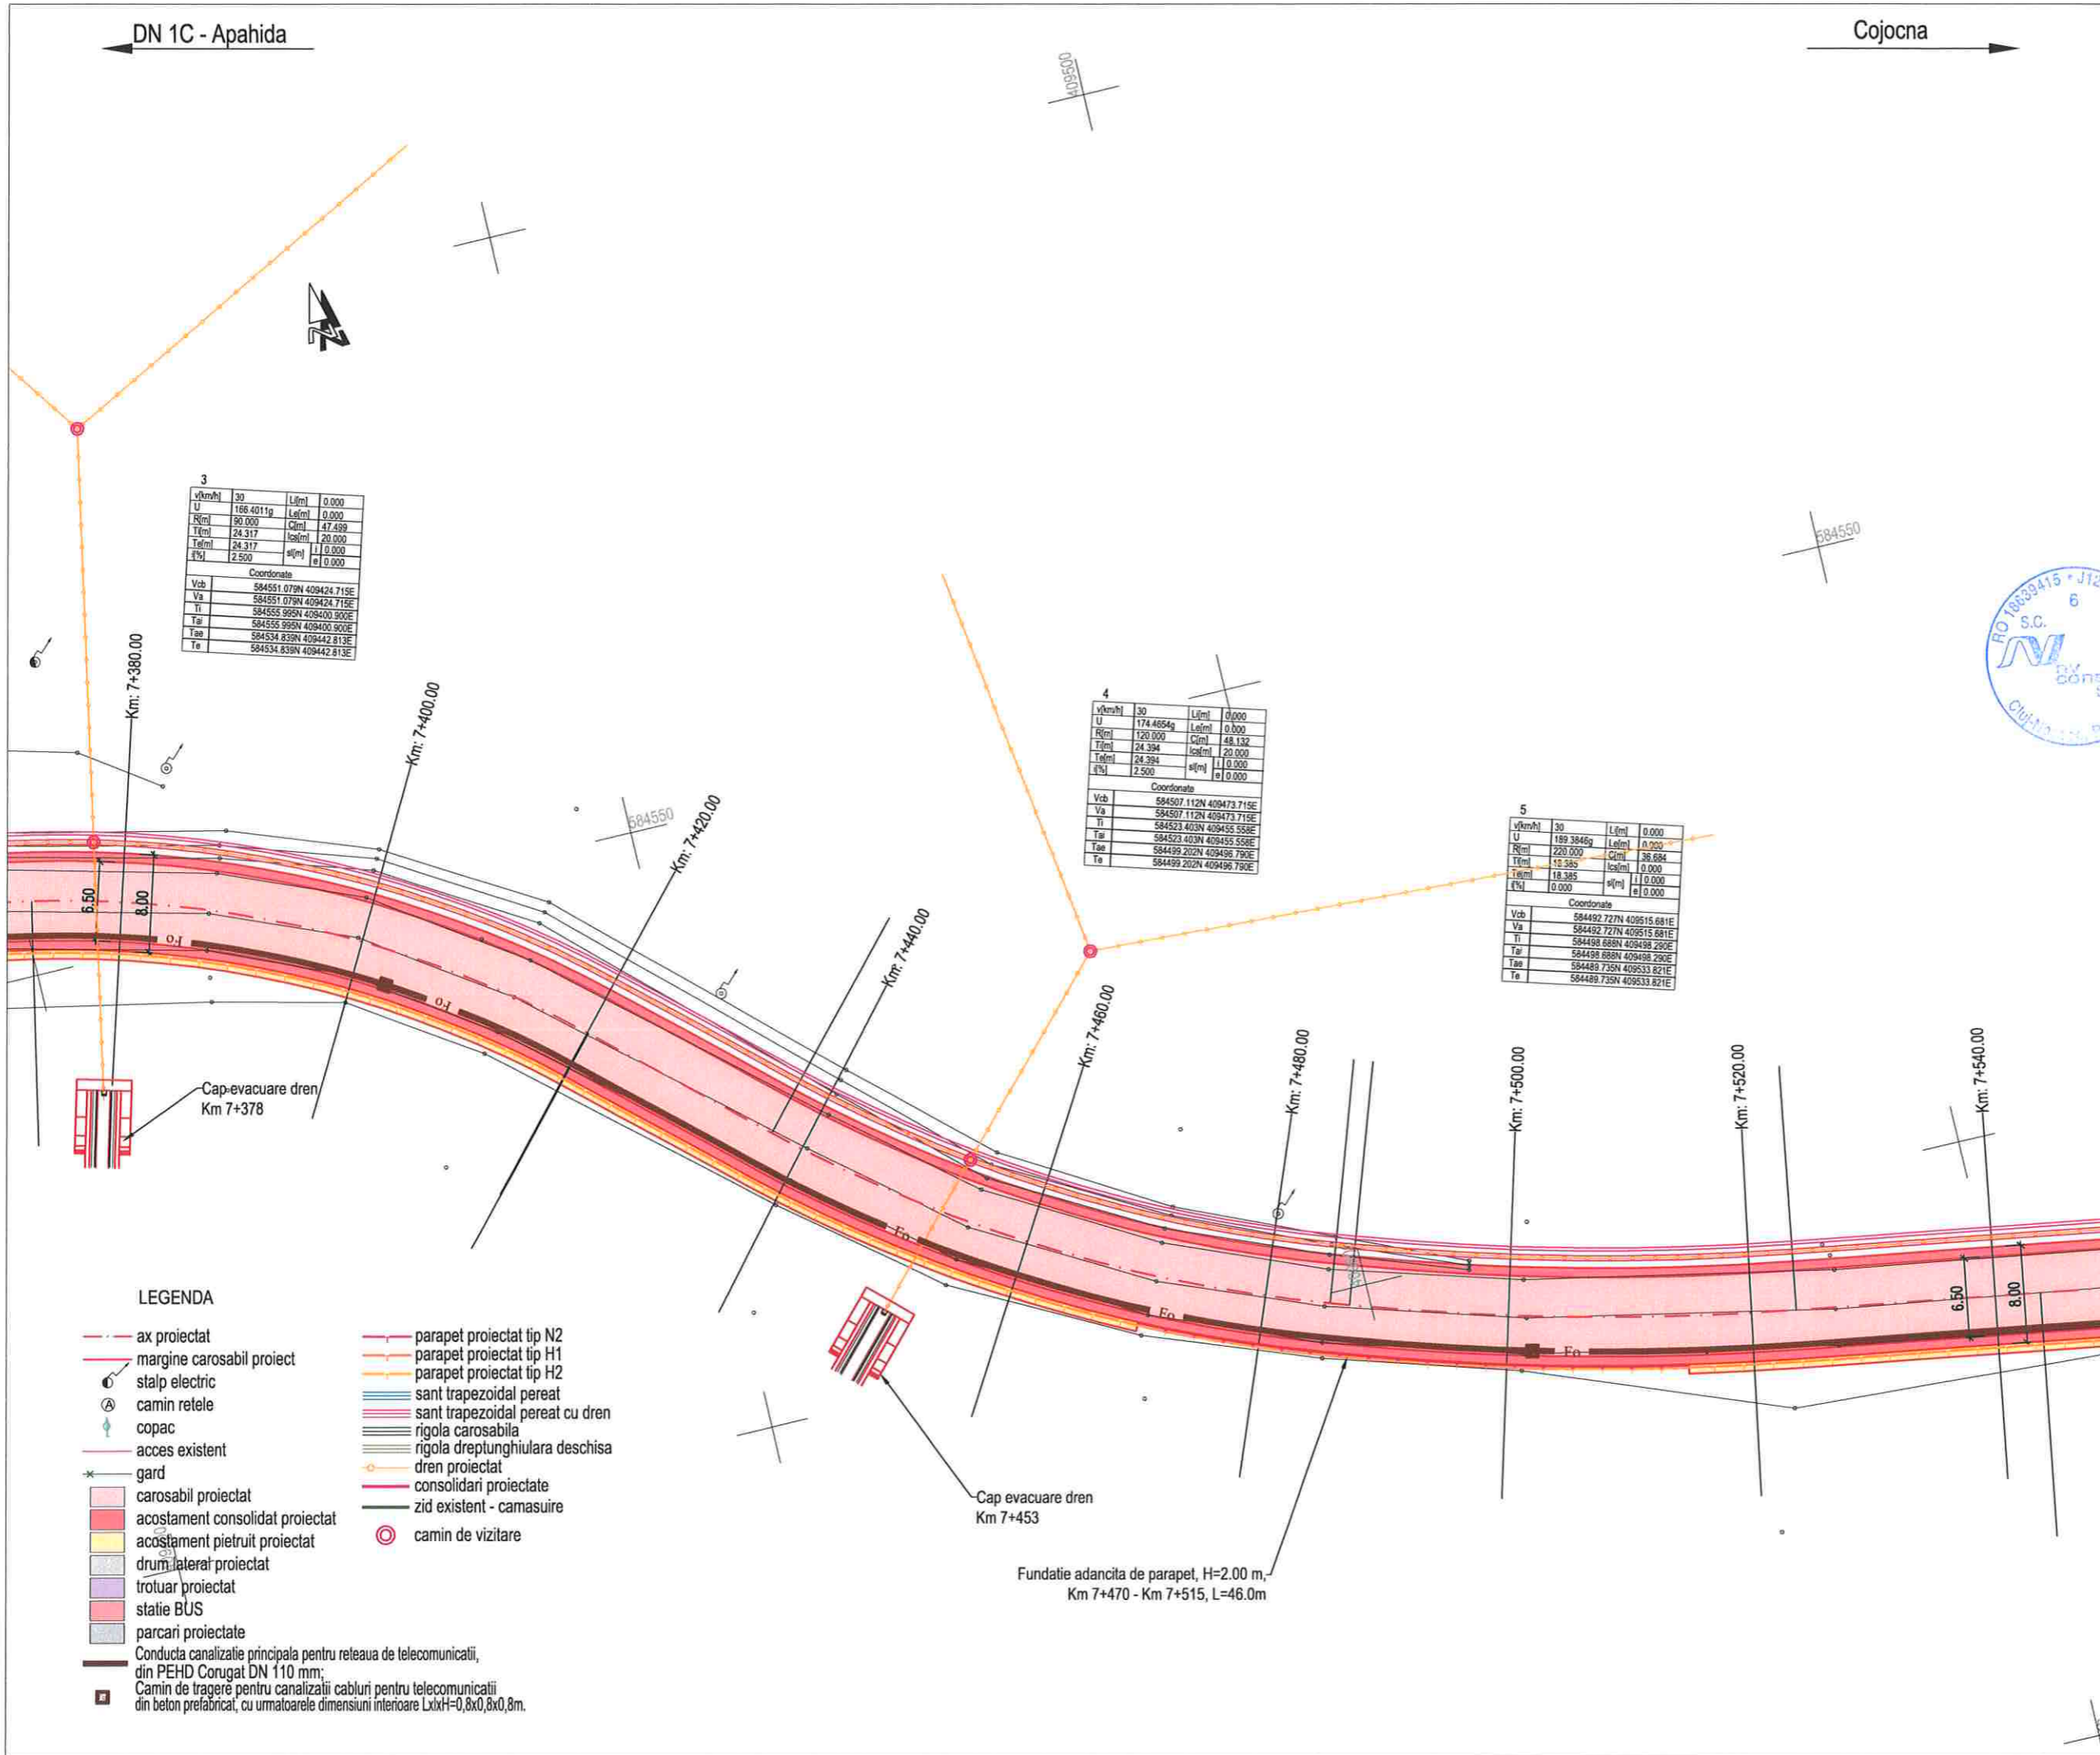 DN 1C - Apahida
Cojocna
409500
584550
584550
3
v[km/h] 30 Li[m] 0.000
U 166.4011g Le[m] 0.000
R[m] 90.000 C[m] 47.499
Ti[m] 24.317 lcs[m] 20.000
Te[m] 24.317 sl[m] i 0.000
i[%] 2.500 e 0.000
Coordonate
Vcb 584551.079N 409424.715E
Va 584551.079N 409424.715E
Ti 584555.995N 409400.900E
Tai 584555.995N 409400.900E
Tae 584534.839N 409442.813E
Te 584534.839N 409442.813E
4
v[km/h] 30 Li[m] 0.000
U 174.4654g Le[m] 0.000
R[m] 120.000 C[m] 48.132
Ti[m] 24.394 lcs[m] 20.000
Te[m] 24.394 sl[m] i 0.000
i[%] 2.500 e 0.000
Coordonate
Vcb 584507.112N 409473.715E
Va 584507.112N 409473.715E
Ti 584523.403N 409455.558E
Tai 584523.403N 409455.558E
Tae 584499.202N 409496.790E
Te 584499.202N 409496.790E
5
v[km/h] 30 Li[m] 0.000
U 189.3846g Le[m] 0.000
R[m] 220.000 C[m] 36.684
Ti[m] 18.385 lcs[m] 0.000
Te[m] 18.385 sl[m] i 0.000
i[%] 0.000 e 0.000
Coordonate
Vcb 584492.727N 409515.681E
Va 584492.727N 409515.681E
Ti 584498.688N 409498.290E
Tai 584498.688N 409498.290E
Tae 584489.735N 409533.821E
Te 584489.735N 409533.821E
RO 18639415 * J12
6
S.C.
Km: 7+380.00
Km: 7+400.00
Km: 7+420.00
Km: 7+440.00
Km: 7+460.00
Km: 7+480.00
Km: 7+500.00
Km: 7+520.00
Km: 7+540.00
6.50
8.00
6.50
8.00
Fo
Fo
Fo
Fo
Fo
Cap evacuare dren
Km 7+378
Cap evacuare dren
Km 7+453
Fundatie adancita de parapet, H=2.00 m,
Km 7+470 - Km 7+515, L=46.0m
LEGENDA
ax proiectat
margine carosabil proiect
stalp electric
A camin retele
copac
acces existent
gard
carosabil proiectat
acostament consolidat proiectat
acostament pietruit proiectat
drum lateral proiectat
trotuar proiectat
statie BUS
parcari proiectate
Conducta canalizatie principala pentru reteaua de telecomunicatii,
din PEHD Corugat DN 110 mm;
Camin de tragere pentru canalizatii cabluri pentru telecomunicatii
din beton prefabricat, cu urmatoarele dimensiuni interioare LxlxH=0,8x0,8x0,8m.
parapet proiectat tip N2
parapet proiectat tip H1
parapet proiectat tip H2
sant trapezoidal pereat
sant trapezoidal pereat cu dren
rigola carosabila
rigola dreptunghiulara deschisa
dren proiectat
consolidari proiectate
zid existent - camasuire
camin de vizitare